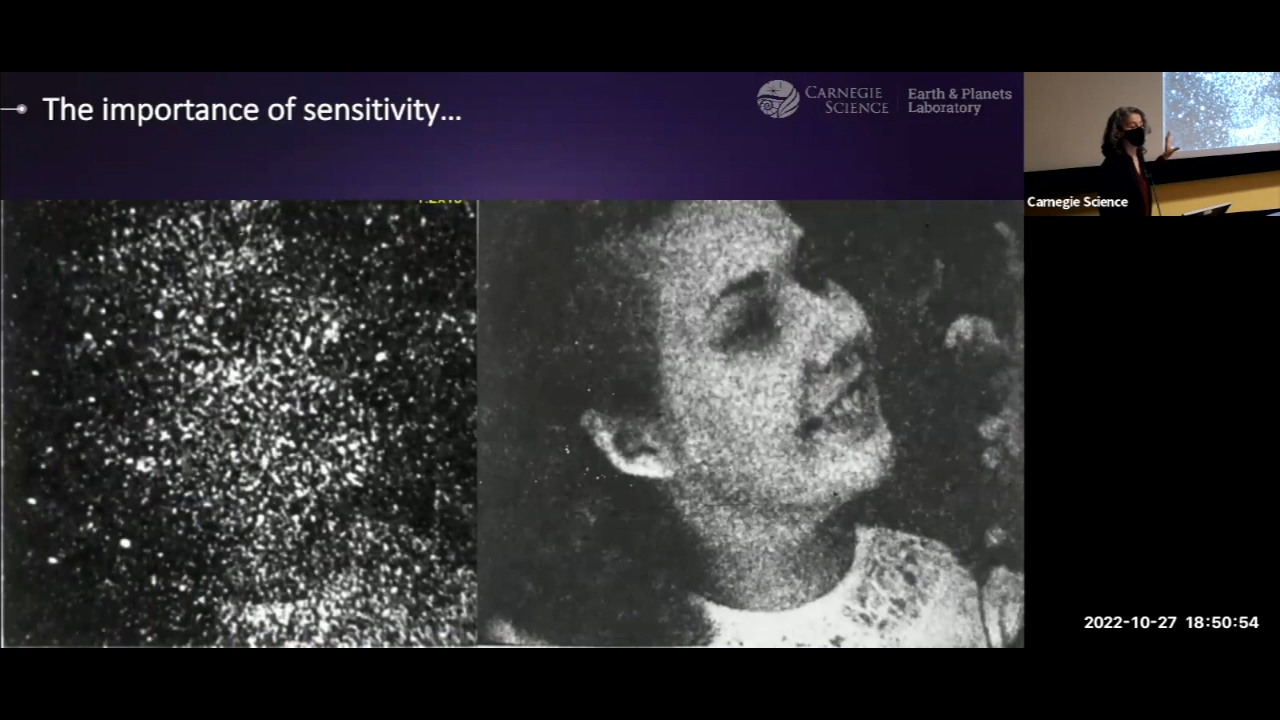 The importance of sensitivity...
CARNEGIE
SCIENCE
Earth & Planets
Laboratory
Carnegie Science
2022-10-27 18:50:54